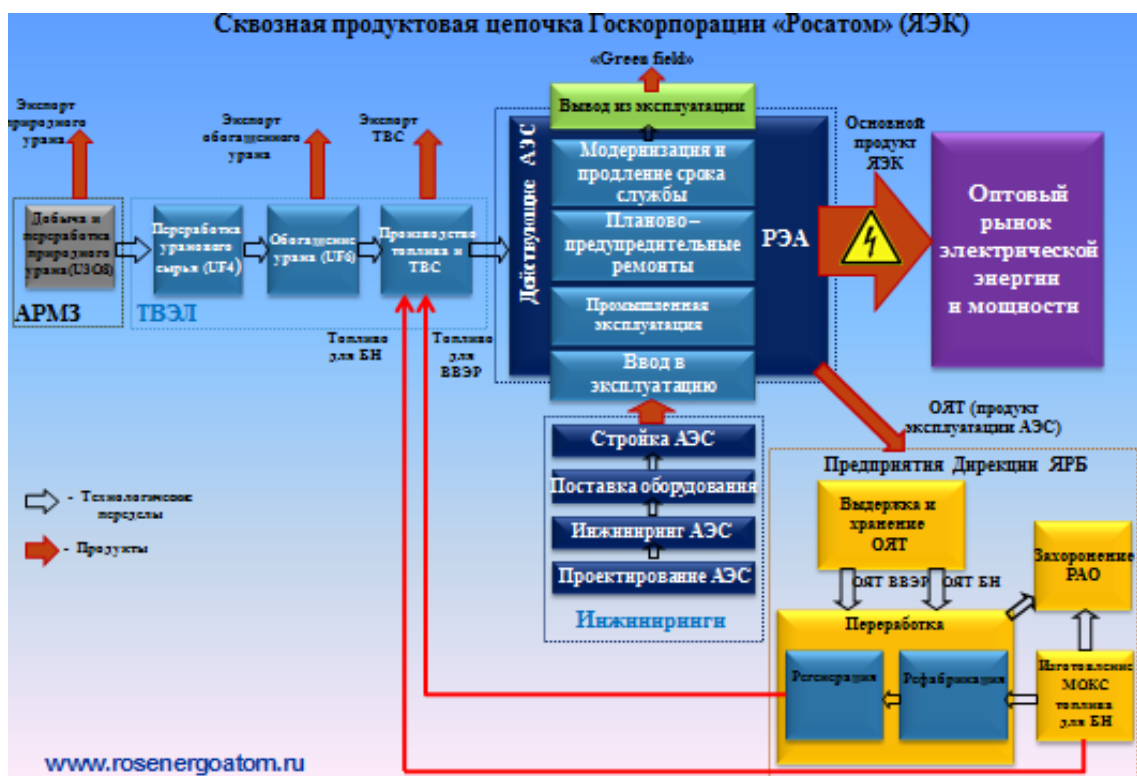 Сквозная продуктовая цепочка Госкорпорации «Росатом» (ЯЭК)
«Green field»
Экспорт
природного
урана
Экспорт
обогащенного
урана
Экспорт
ТВС
Добыча и
переработка
природного
урана(U3O8)
АРМЗ
Переработка
уранового
сырья (UF4)
Обогащение
урана (UF6)
Производство
топлива и
ТВС
ТВЭЛ
Топливо
для БН
Топливо
для
ВВЭР
Действующие АЭС
Вывод из эксплуатации
Модернизация и
продление срока
службы
Планово–
предупредительные
ремонты
Промышленная
эксплуатация
Ввод в
эксплуатацию
РЭА
Основной
продукт
ЯЭК
Оптовый
рынок
электрической
энергии
и мощности
Стройка АЭС
Поставка оборудования
Инжиниринг АЭС
Проектирование АЭС
Инжиниринги
ОЯТ (продукт
эксплуатации АЭС)
Предприятия Дирекции ЯРБ
Выдержка и
хранение
ОЯТ
ОЯТ ВВЭР
ОЯТ БН
Захоронение
РАО
Переработка
Регенерация
Рефабрикация
Изготовление
МОКС
топлива
для БН
- Технологические
переделы
- Продукты
www.rosenergoatom.ru